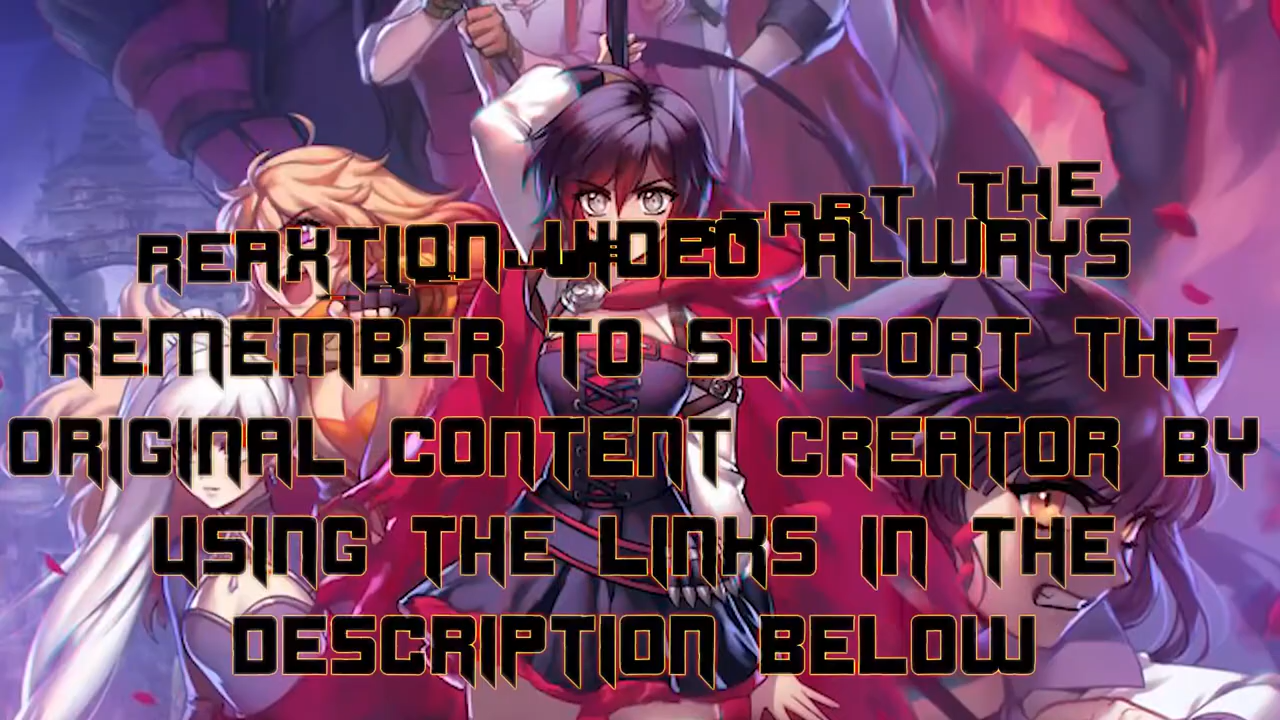 START THE
REAXTION VIDEO ALWAYS
REMEMBER TO SUPPORT THE
ORIGINAL CONTENT CREATOR BY
USING THE LINKS IN THE
DESCRIPTION BELOW